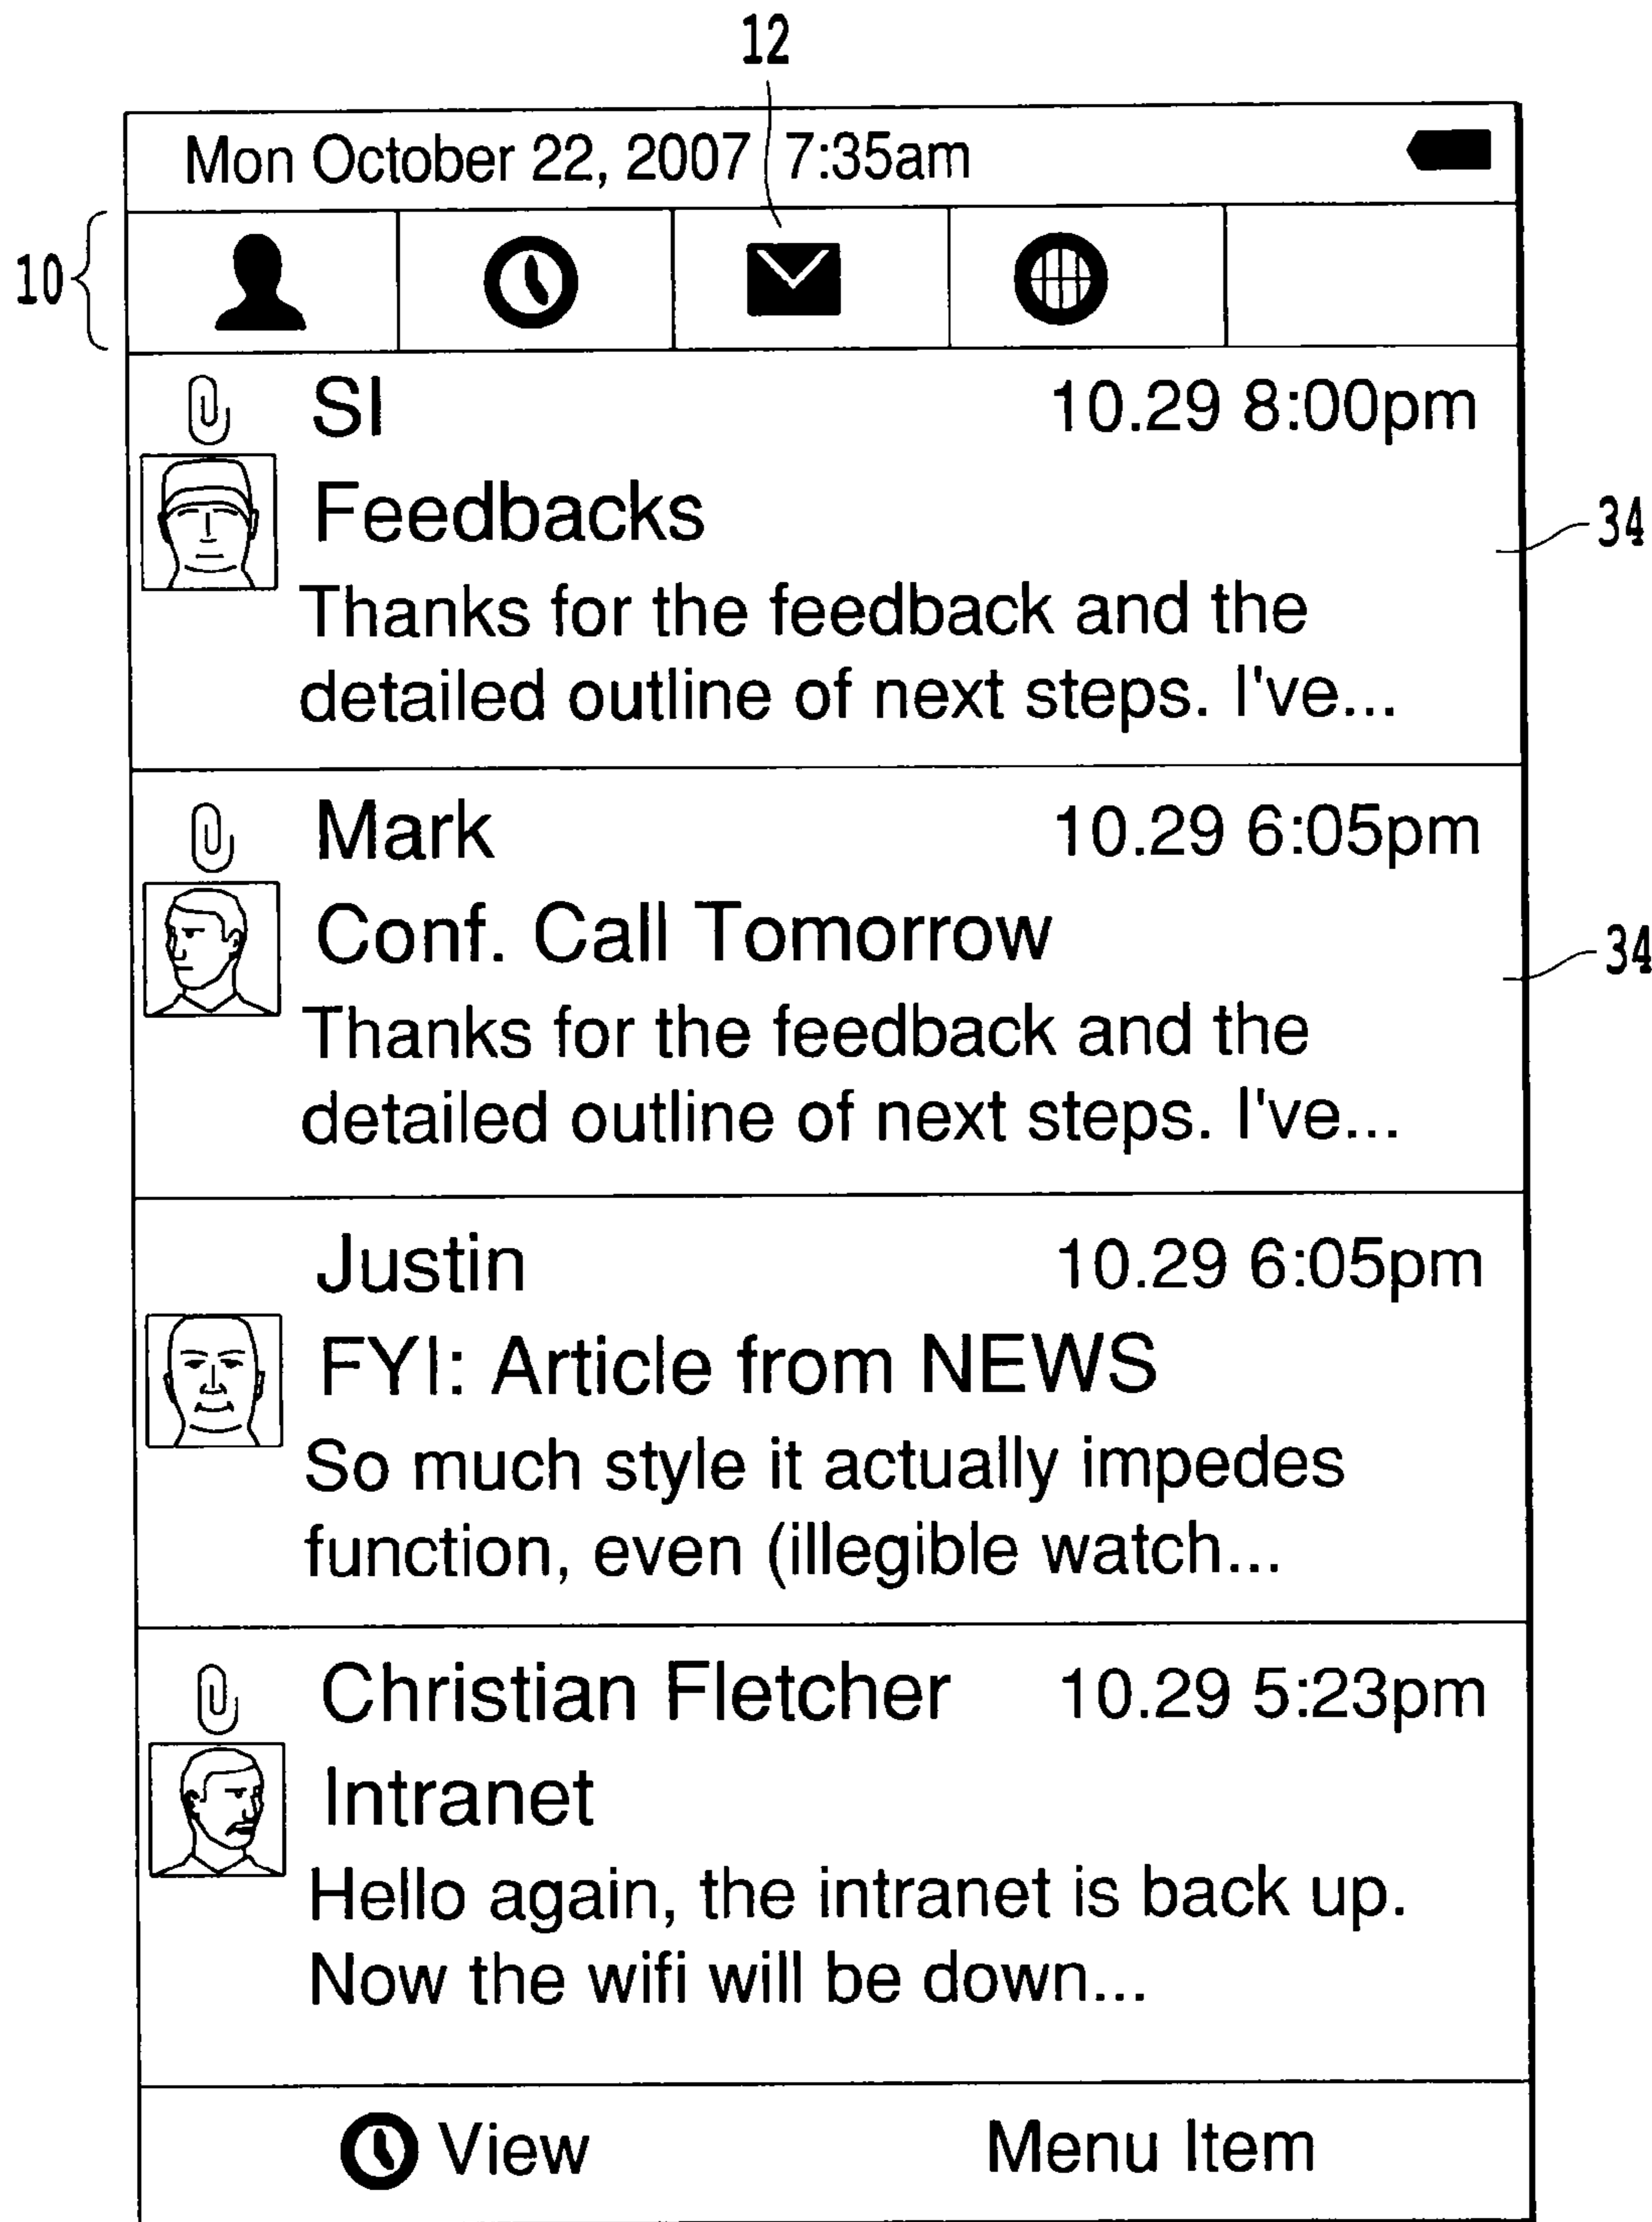 12
Mon October 22, 2007 7:35am
10
SI 10.29 8:00pm
Feedbacks
34
Thanks for the feedback and the
detailed outline of next steps. I've...
Mark 10.29 6:05pm
Conf. Call Tomorrow
34
Thanks for the feedback and the
detailed outline of next steps. I've...
Justin 10.29 6:05pm
FYI: Article from NEWS
So much style it actually impedes
function, even (illegible watch...
Christian Fletcher 10.29 5:23pm
Intranet
Hello again, the intranet is back up.
Now the wifi will be down...
View Menu Item